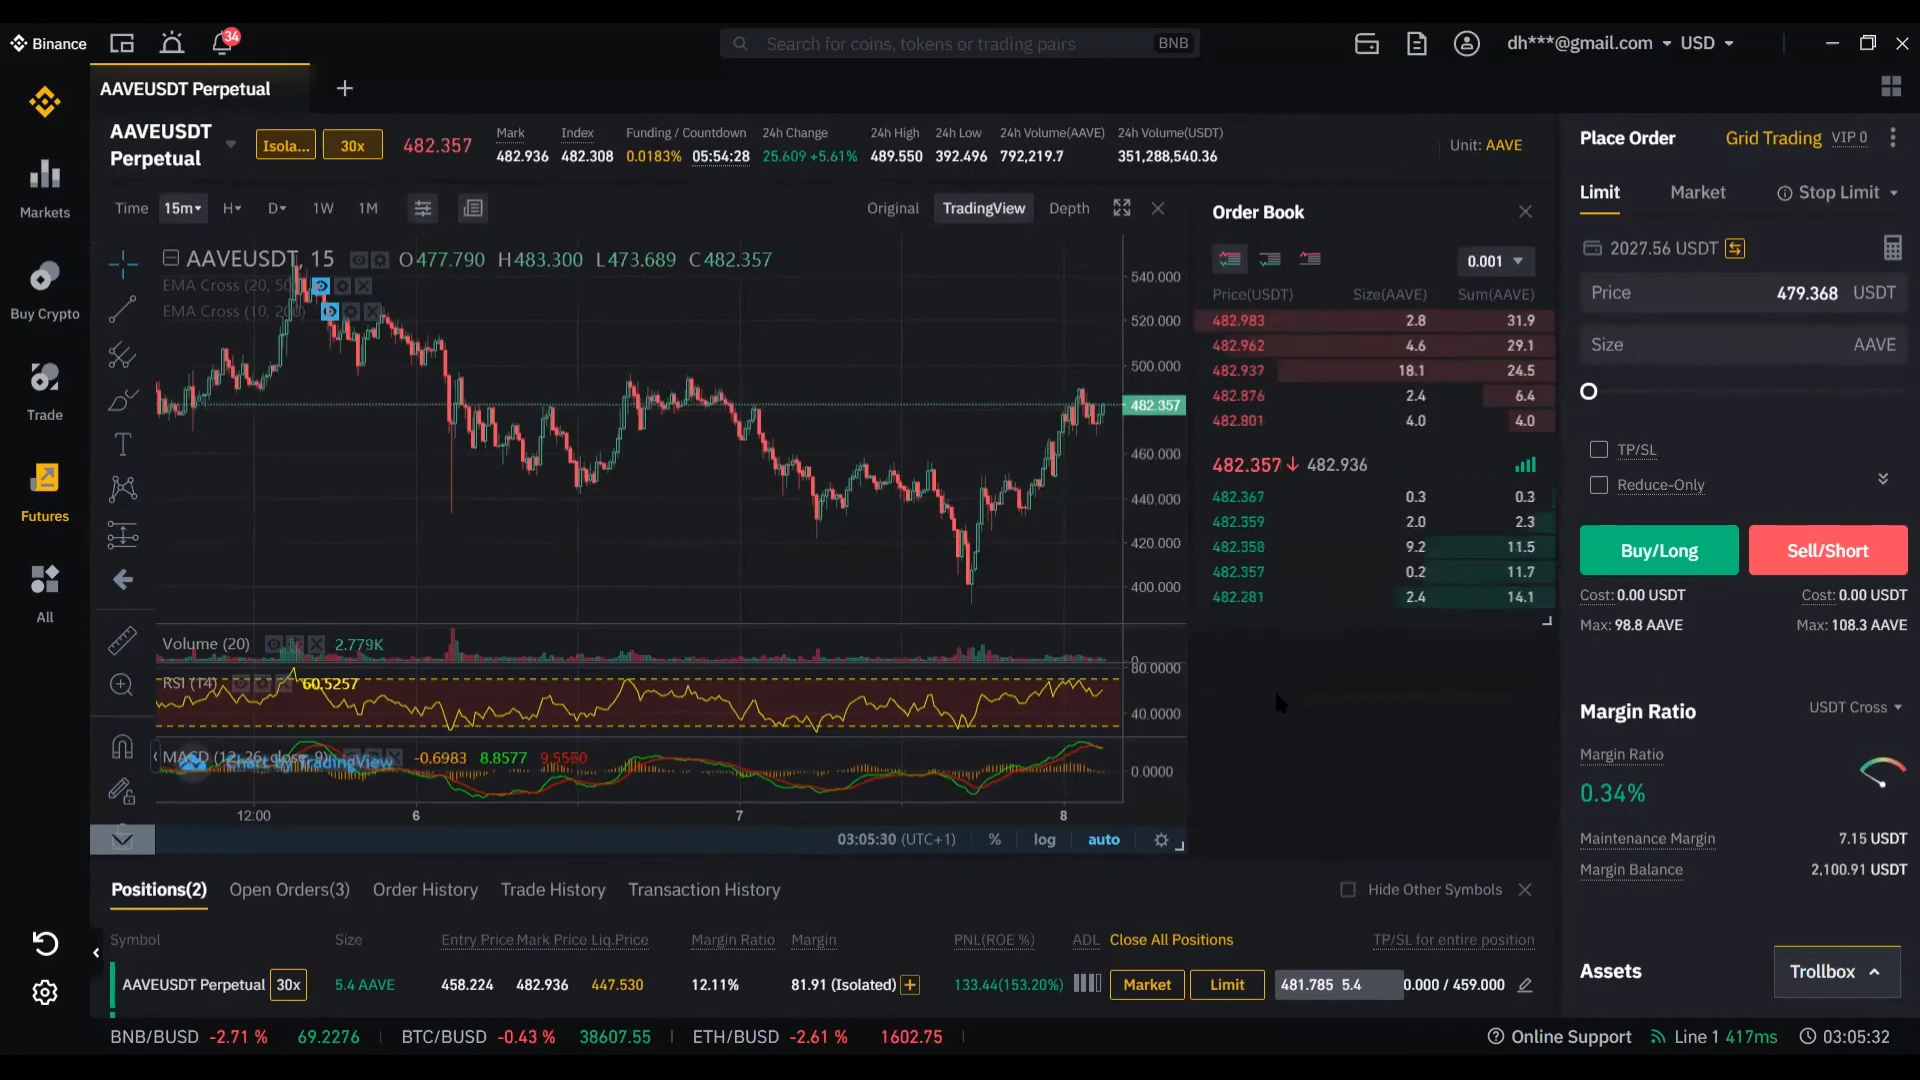 Binance 34 Search for coins, tokens or trading pairs BNB dh***@gmail.com USD
AAVEUSDT Perpetual +
AAVEUSDT Perpetual Isola... 30x 482.357
Mark 482.936
Index 482.308
Funding / Countdown 0.0183% 05:54:28
24h Change 25.609 +5.61%
24h High 489.550
24h Low 392.496
24h Volume(AAVE) 792,219.7
24h Volume(USDT) 351,288,540.36
Unit: AAVE
Markets
Buy Crypto
Trade
Futures
All
Time 15m H D 1W 1M Original TradingView Depth
AAVEUSDT 15 O477.790 H483.300 L473.689 C482.357
EMA Cross (20, 50
EMA Cross (10, 20
540.000
520.000
500.000
482.357
460.000
440.000
420.000
400.000
Volume (20) 2.779K
0
80.0000
RSI (14) 60.5257
40.0000
MACD (12, 26, close, 9) -0.6983 8.8577 9.5560
Chart by TradingView
0.0000
12:00 6 7 8
03:05:30 (UTC+1) % log auto
Order Book
0.001
Price(USDT) Size(AAVE) Sum(AAVE)
482.983 2.8 31.9
482.962 4.6 29.1
482.937 18.1 24.5
482.876 2.4 6.4
482.801 4.0 4.0
482.357 482.936
482.367 0.3 0.3
482.359 2.0 2.3
482.358 9.2 11.5
482.357 0.2 11.7
482.281 2.4 14.1
Place Order Grid Trading VIP 0
Limit Market Stop Limit
2027.56 USDT
Price 479.368 USDT
Size AAVE
TP/SL
Reduce-Only
Buy/Long Sell/Short
Cost: 0.00 USDT Cost: 0.00 USDT
Max: 98.8 AAVE Max: 108.3 AAVE
Margin Ratio USDT Cross
Margin Ratio
0.34%
Maintenance Margin 7.15 USDT
Margin Balance 2,100.91 USDT
Assets Trollbox
Positions(2) Open Orders(3) Order History Trade History Transaction History Hide Other Symbols
Symbol Size Entry Price Mark Price Liq.Price Margin Ratio Margin PNL(ROE %) ADL Close All Positions TP/SL for entire position
AAVEUSDT Perpetual 30x 5.4 AAVE 458.224 482.936 447.530 12.11% 81.91 (Isolated) 133.44(153.20%) Market Limit 481.785 5.4 0.000 / 459.000
BNB/BUSD -2.71 % 69.2276 BTC/BUSD -0.43 % 38607.55 ETH/BUSD -2.61 % 1602.75 Online Support Line 1 417ms 03:05:32